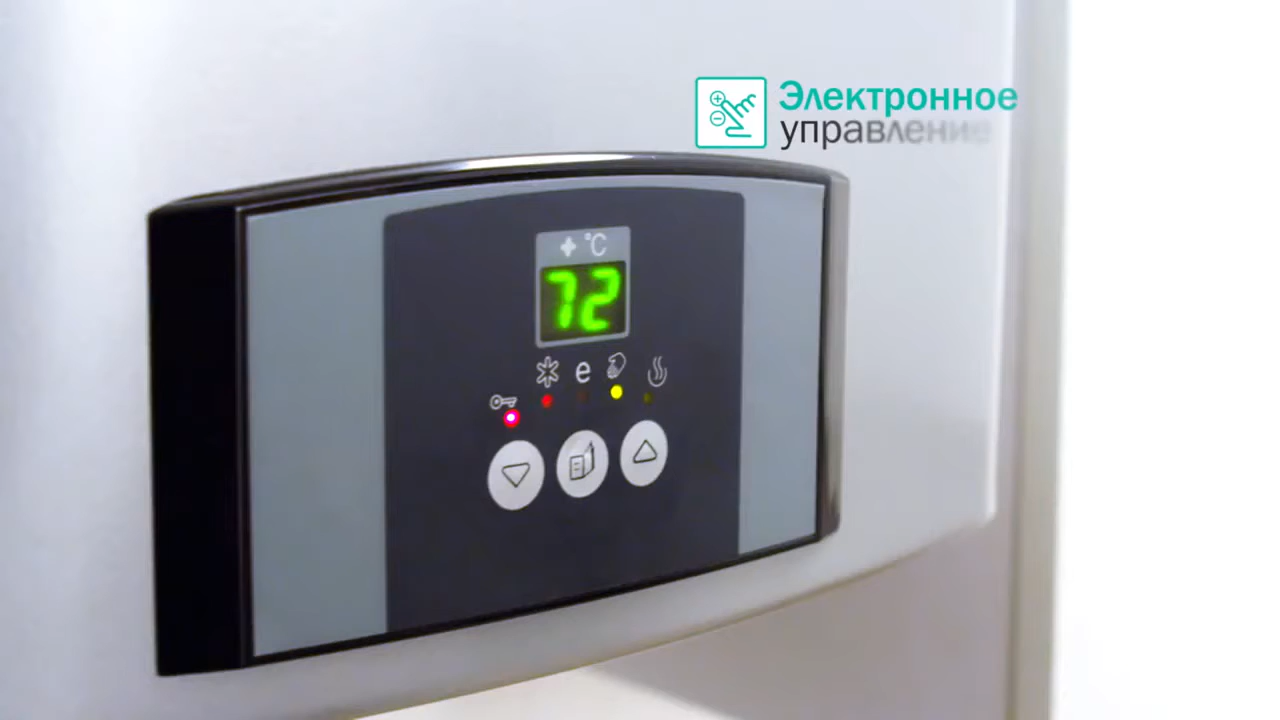 Электронное
управление
+ °C
72
e